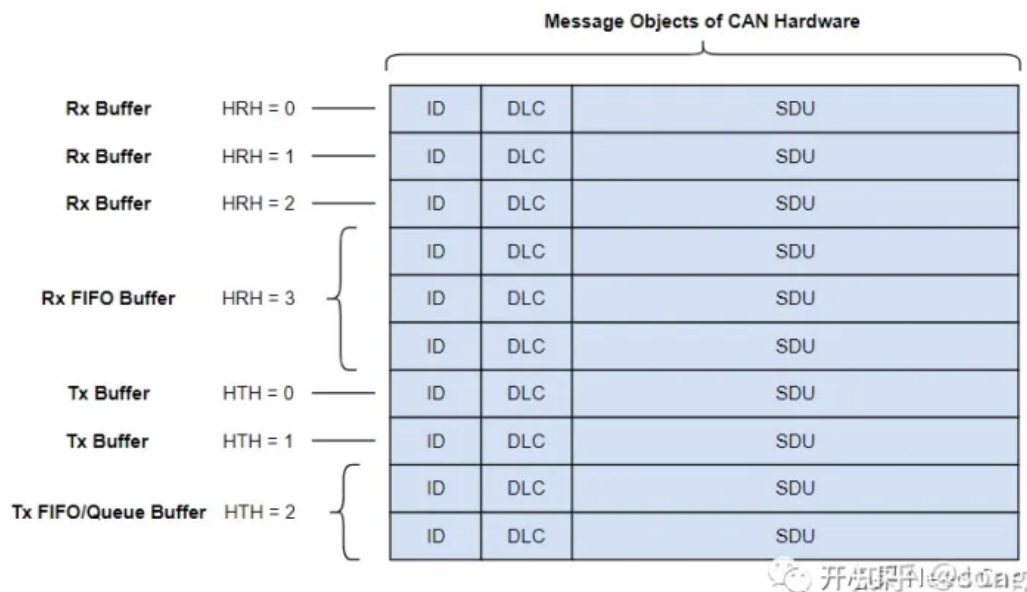 Message Objects of CAN Hardware
Rx Buffer HRH = 0 ID DLC SDU
Rx Buffer HRH = 1 ID DLC SDU
Rx Buffer HRH = 2 ID DLC SDU
ID DLC SDU
Rx FIFO Buffer HRH = 3 ID DLC SDU
ID DLC SDU
Tx Buffer HTH = 0 ID DLC SDU
Tx Buffer HTH = 1 ID DLC SDU
ID DLC SDU
Tx FIFO/Queue Buffer HTH = 2
ID DLC SDU